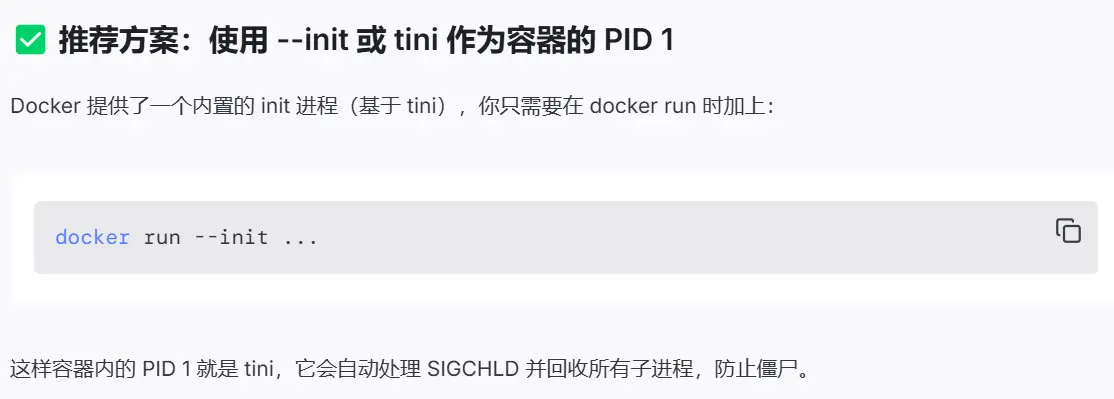 ✅ 推荐方案：使用 --init 或 tini 作为容器的 PID 1
Docker 提供了一个内置的 init 进程（基于 tini），你只需要在 docker run 时加上：
docker run --init ...
这样容器内的 PID 1 就是 tini，它会自动处理 SIGCHLD 并回收所有子进程，防止僵尸。